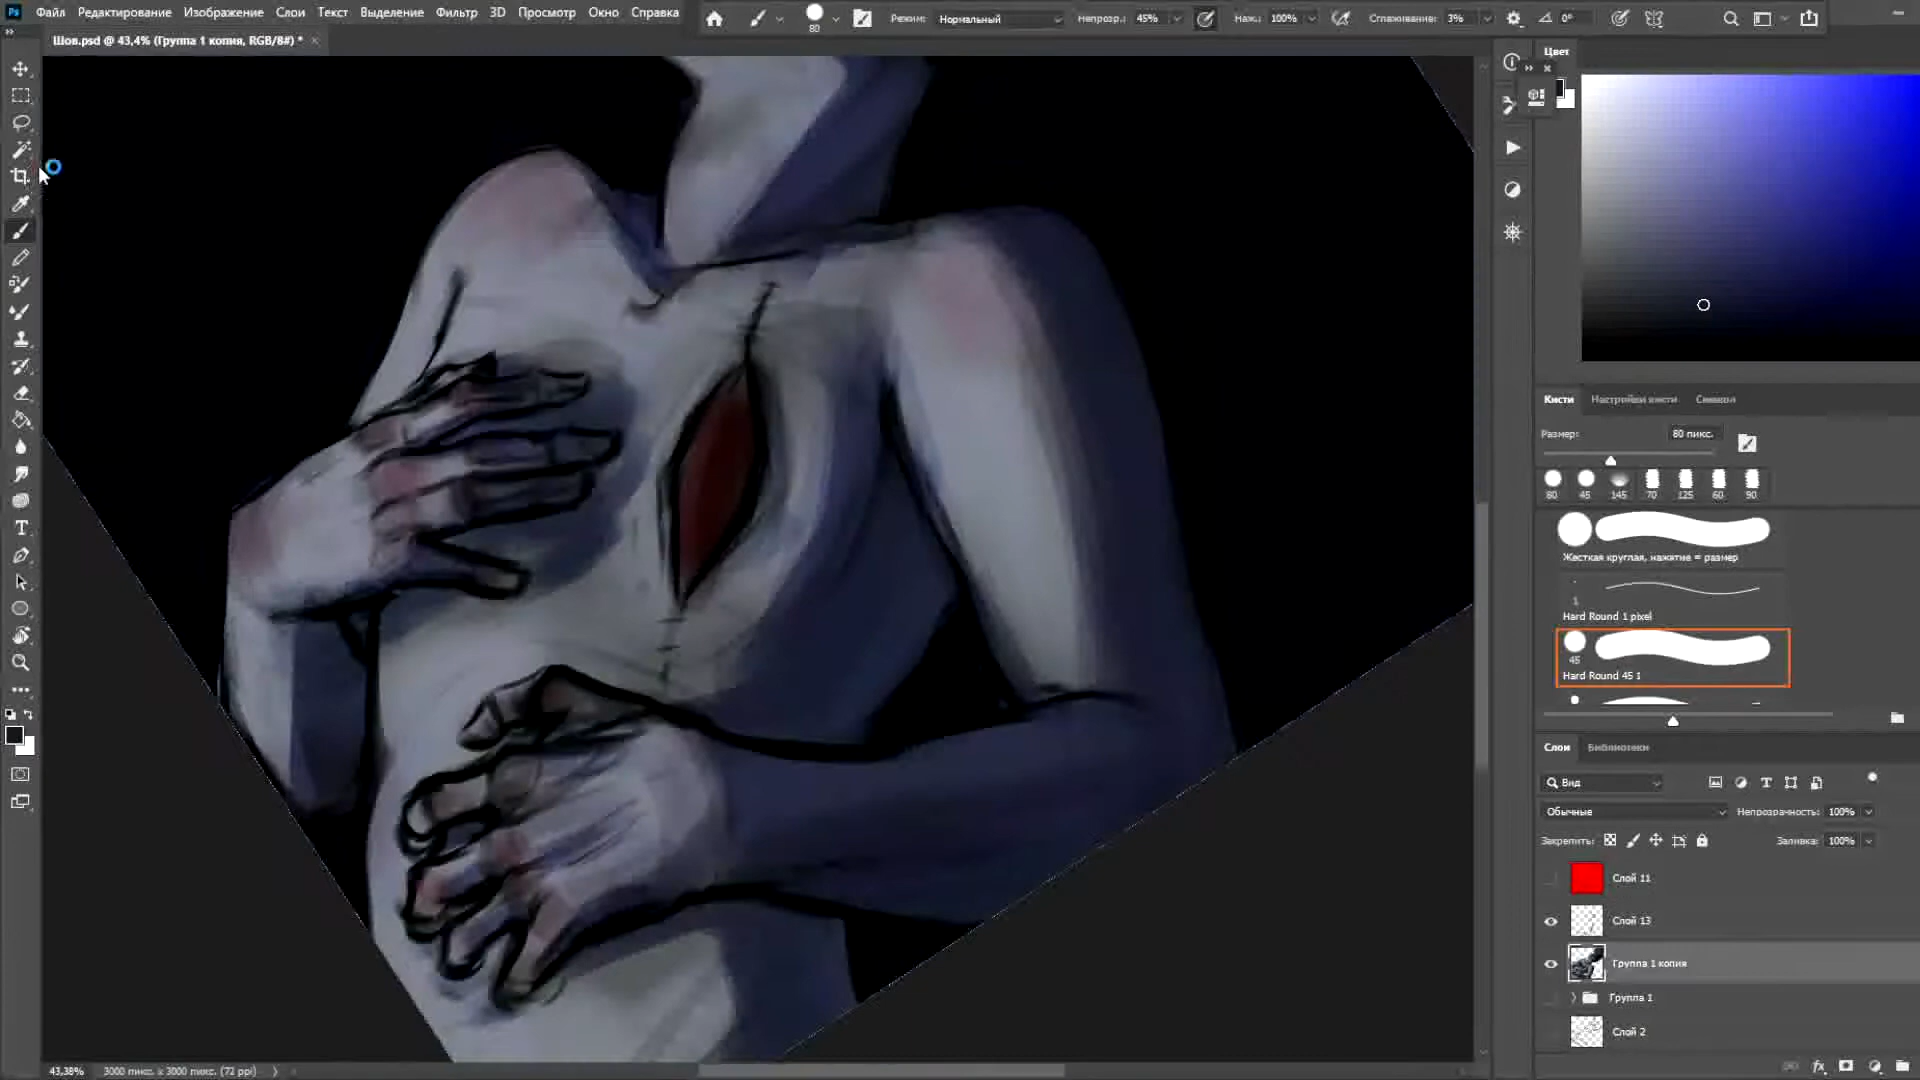 Ps Файл Редактирование Изображение Слои Текст Выделение Фильтр 3D Просмотр Окно Справка
80 Режим: Нормальный Непрозр.: 45% Наж.: 100% Сглаживание: 3% 0°
Шов.psd @ 43,4% (Группа 1 копия, RGB/8#) *
Цвет
Кисти Настройки кисти Символ
Размер: 80 пикс.
80 45 145 70 125 60 90
Жесткая круглая, нажатие = размер
1
Hard Round 1 pixel
45
Hard Round 45 1
Слои Библиотеки
Вид
Обычные Непрозрачность: 100%
Закрепить: Заливка: 100%
Слой 11
Слой 13
Группа 1 копия
Группа 1
Слой 2
43,38% 3000 пикс. x 3000 пикс. (72 ppi)